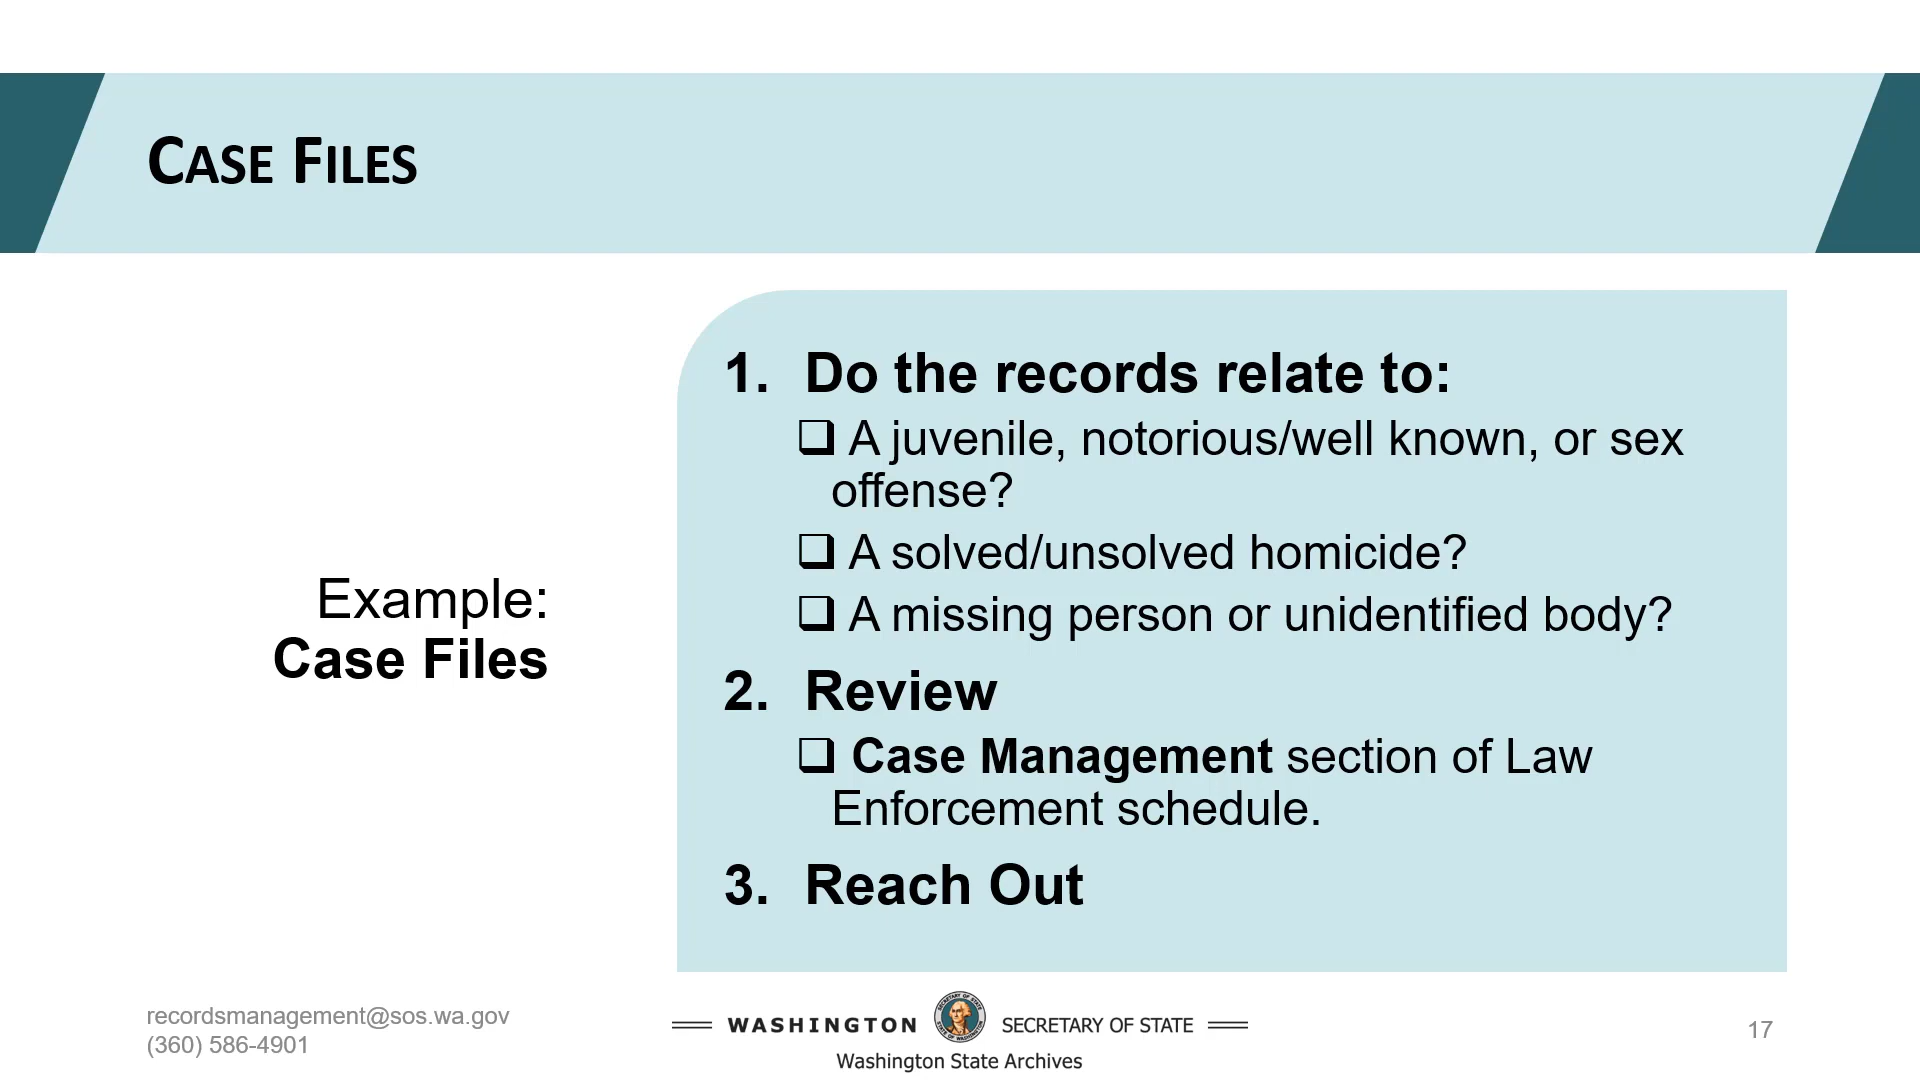 CASE FILES
Example:
Case Files
1. Do the records relate to:
❑ A juvenile, notorious/well known, or sex
offense?
❑ A solved/unsolved homicide?
❑ A missing person or unidentified body?
2. Review
❑ Case Management section of Law
Enforcement schedule.
3. Reach Out
recordsmanagement@sos.wa.gov
(360) 586-4901
WASHINGTON SECRETARY OF STATE
Washington State Archives
17